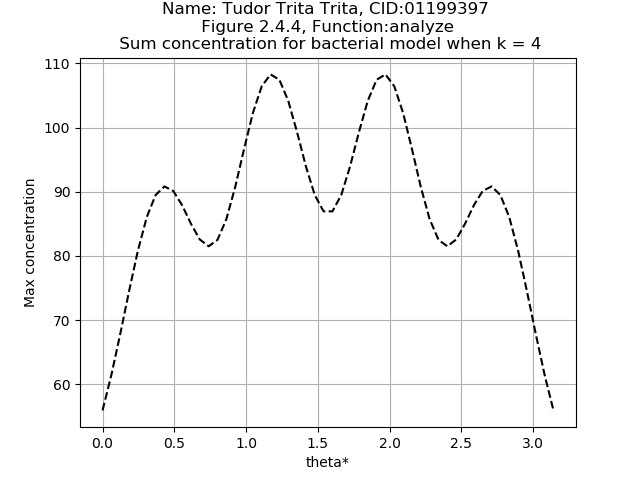 Name: Tudor Trita Trita, CID:01199397
Figure 2.4.4, Function:analyze
Sum concentration for bacterial model when k = 4
110
100
90
80
70
60
Max concentration
0.0 0.5 1.0 1.5 2.0 2.5 3.0
theta*